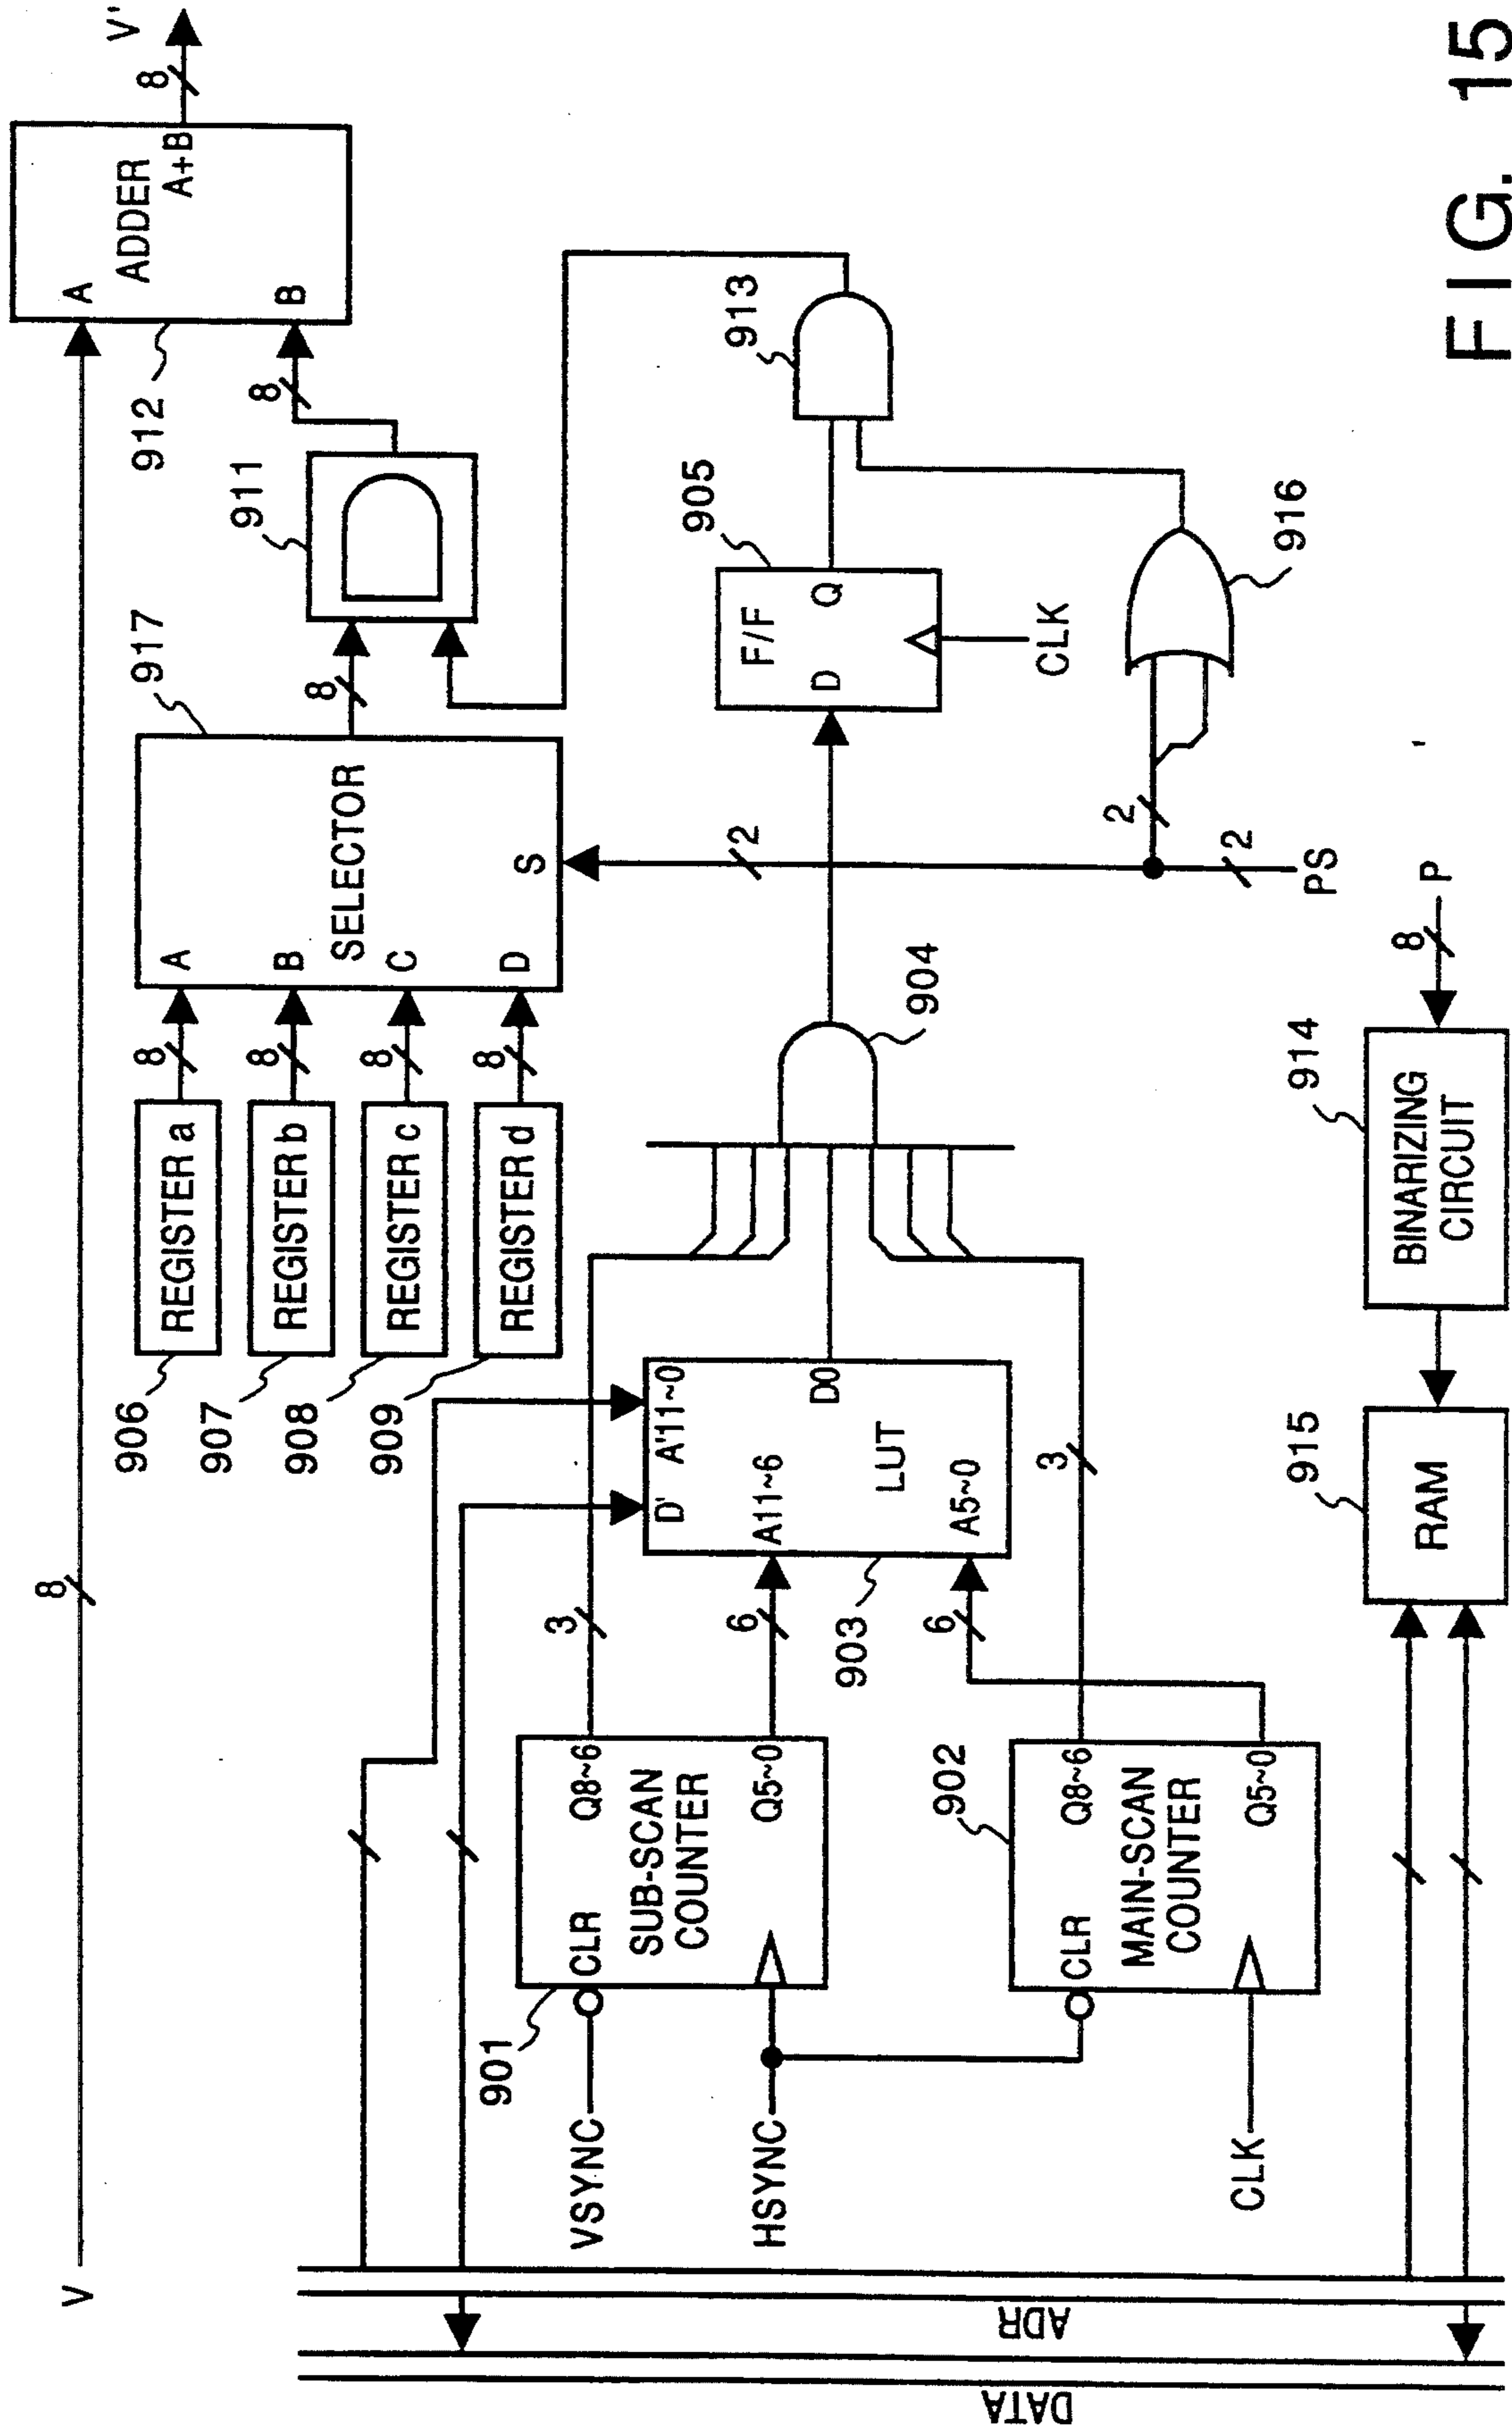 V
8
A
ADDER
A+B
B
912
8
V'
906
907
908
909
REGISTER a
REGISTER b
REGISTER c
REGISTER d
8
8
8
8
A
B
C
D
SELECTOR
S
917
8
911
8
VSYNC
HSYNC
CLK
901
CLR
SUB-SCAN
COUNTER
Q8~6
Q5~0
902
CLR
MAIN-SCAN
COUNTER
Q8~6
Q5~0
3
6
6
3
903
D'
A'11~0
A11~6
A5~0
LUT
D0
904
2
905
F/F
D
Q
CLK
913
2
2
PS
916
ADR
DATA
915
RAM
914
BINARIZING
CIRCUIT
8
P
FIG. 15